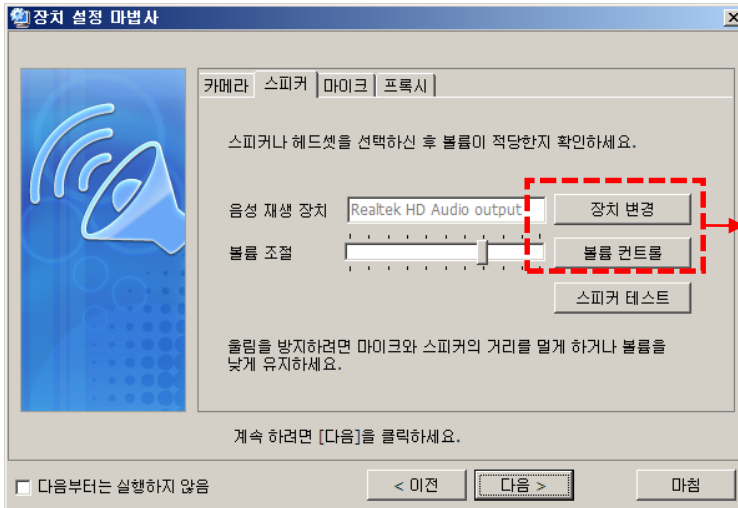 장치 설정 마법사
카메라 스피커 마이크 프록시
스피커나 헤드셋을 선택하신 후 볼륨이 적당한지 확인하세요.
음성 재생 장치 Realtek HD Audio output 장치 변경
볼륨 조절 볼륨 컨트롤
스피커 테스트
울림을 방지하려면 마이크와 스피커의 거리를 멀게 하거나 볼륨을
낮게 유지하세요.
계속 하려면 [다음]을 클릭하세요.
다음부터는 실행하지 않음 < 이전 다음 > 마침